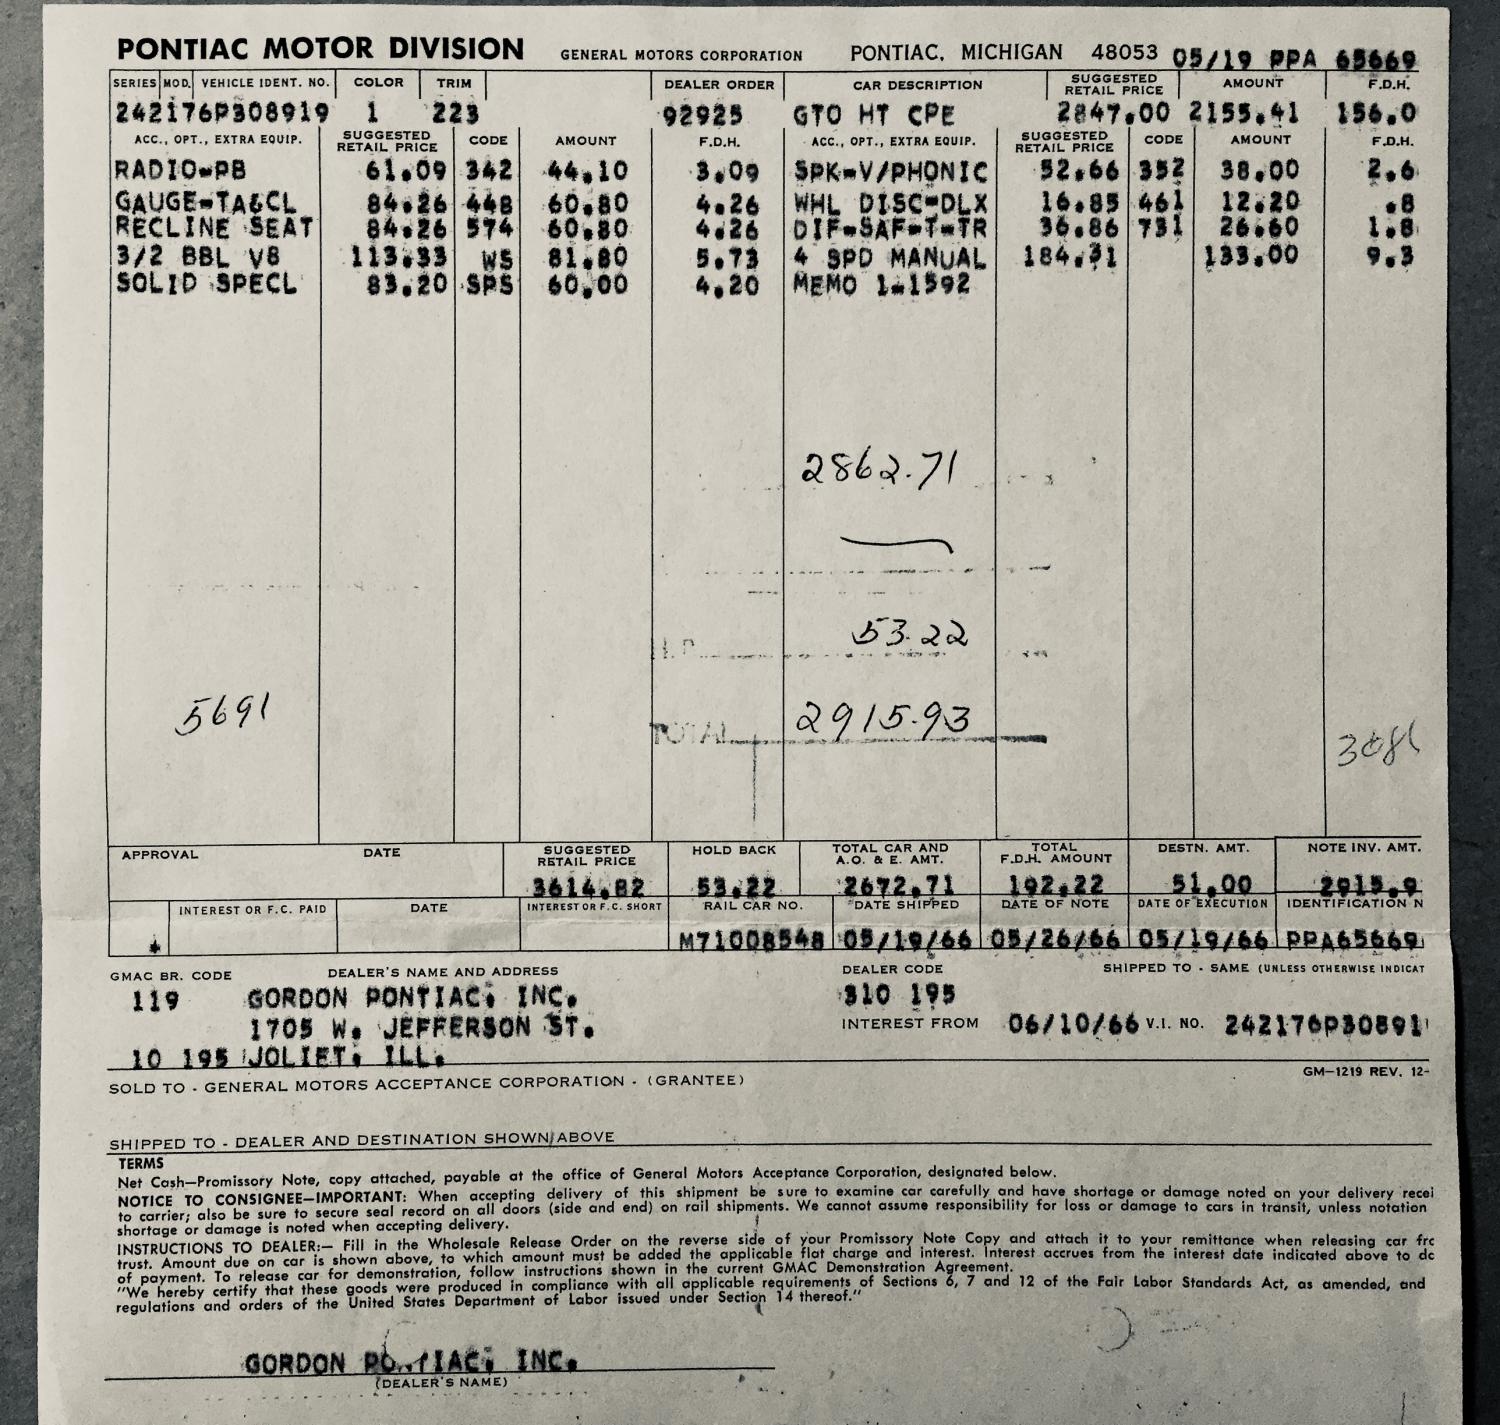 PONTIAC MOTOR DIVISION GENERAL MOTORS CORPORATION PONTIAC, MICHIGAN 48053 05/19 PPA 65669
SERIES MOD. VEHICLE IDENT. NO. COLOR TRIM DEALER ORDER CAR DESCRIPTION SUGGESTED RETAIL PRICE AMOUNT F.D.H.
242176P308919 1 223 92925 GTO HT CPE 2847.00 2155.41 156.0
ACC., OPT., EXTRA EQUIP. SUGGESTED RETAIL PRICE CODE AMOUNT F.D.H. ACC., OPT., EXTRA EQUIP. SUGGESTED RETAIL PRICE CODE AMOUNT F.D.H.
RADIO-PB 61.09 342 44.10 3.09 SPK-V/PHONIC 52.66 352 38.00 2.6
GAUGE-TA&CL 84.26 448 60.80 4.26 WHL DISC-DLX 16.85 461 12.20 .8
RECLINE SEAT 84.26 574 60.80 4.26 DIF-SAF-T-TR 36.86 731 26.60 1.8
3/2 BBL V8 113.33 WS 81.80 5.73 4 SPD MANUAL 184.31 133.00 9.3
SOLID SPECL 83.20 SPS 60.00 4.20 MEMO 1-1592
2862.71
53.22
5691 TOTAL 2915.93
APPROVAL DATE SUGGESTED RETAIL PRICE HOLD BACK TOTAL CAR AND A.O. & E. AMT. TOTAL F.D.H. AMOUNT DESTN. AMT. NOTE INV. AMT.
3614.82 53.22 2672.71 192.22 51.00 2915.9
INTEREST OR F.C. PAID DATE INTEREST OR F.C. SHORT RAIL CAR NO. DATE SHIPPED DATE OF NOTE DATE OF EXECUTION IDENTIFICATION N
* M71008548 05/19/66 05/26/66 05/19/66 PPA65669
GMAC BR. CODE DEALER'S NAME AND ADDRESS DEALER CODE SHIPPED TO - SAME (UNLESS OTHERWISE INDICAT
119 GORDON PONTIAC, INC. 310 195
1705 W. JEFFERSON ST. INTEREST FROM 06/10/66 V.I. NO. 242176P30891
10 195 JOLIET, ILL.
SOLD TO - GENERAL MOTORS ACCEPTANCE CORPORATION - (GRANTEE) GM-1219 REV. 12-
SHIPPED TO - DEALER AND DESTINATION SHOWN ABOVE
TERMS
Net Cash—Promissory Note, copy attached, payable at the office of General Motors Acceptance Corporation, designated below.
NOTICE TO CONSIGNEE—IMPORTANT: When accepting delivery of this shipment be sure to examine car carefully and have shortage or damage noted on your delivery recei
to carrier; also be sure to secure seal record on all doors (side and end) on rail shipments. We cannot assume responsibility for loss or damage to cars in transit, unless notation
shortage or damage is noted when accepting delivery.
INSTRUCTIONS TO DEALER:— Fill in the Wholesale Release Order on the reverse side of your Promissory Note Copy and attach it to your remittance when releasing car frc
trust. Amount due on car is shown above, to which amount must be added the applicable flat charge and interest. Interest accrues from the interest date indicated above to dc
of payment. To release car for demonstration, follow instructions shown in the current GMAC Demonstration Agreement.
"We hereby certify that these goods were produced in compliance with all applicable requirements of Sections 6, 7 and 12 of the Fair Labor Standards Act, as amended, and
regulations and orders of the United States Department of Labor issued under Section 14 thereof."
GORDON PONTIAC, INC.
(DEALER'S NAME)